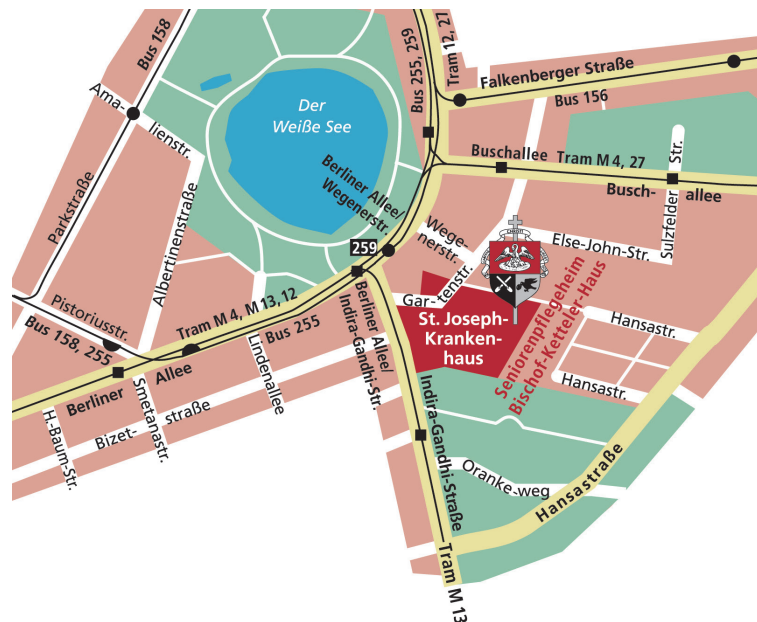 Bus 158
Bus 255, 259
Tram 12, 27
Falkenberger Straße
Bus 156
Ama-
lienstr.
Der
Weiße See
Buschallee Tram M 4, 27
Busch-
allee
Sulzfelder
Str.
Parkstraße
Albertinenstraße
Berliner Allee/
Wegenerstr.
Wege-
nerstr.
Else-John-Str.
259
Gar-tenstr.
Pistoriusstr.
Bus 158, 255
Tram M 4, M 13, 12
Bus 255
Berliner Allee/
Indira-Gandhi-Str.
St. Joseph-
Kranken-
haus
Seniorenpflegeheim
Bischof-Ketteler-Haus
Hansastr.
Hansastr.
Berliner
Allee
Lindenallee
Smetanastr.
H.-Baum-Str.
Bizet-
straße
Indira-Gandhi-Straße
Oranke-weg
Hansastraße
Tram M 13